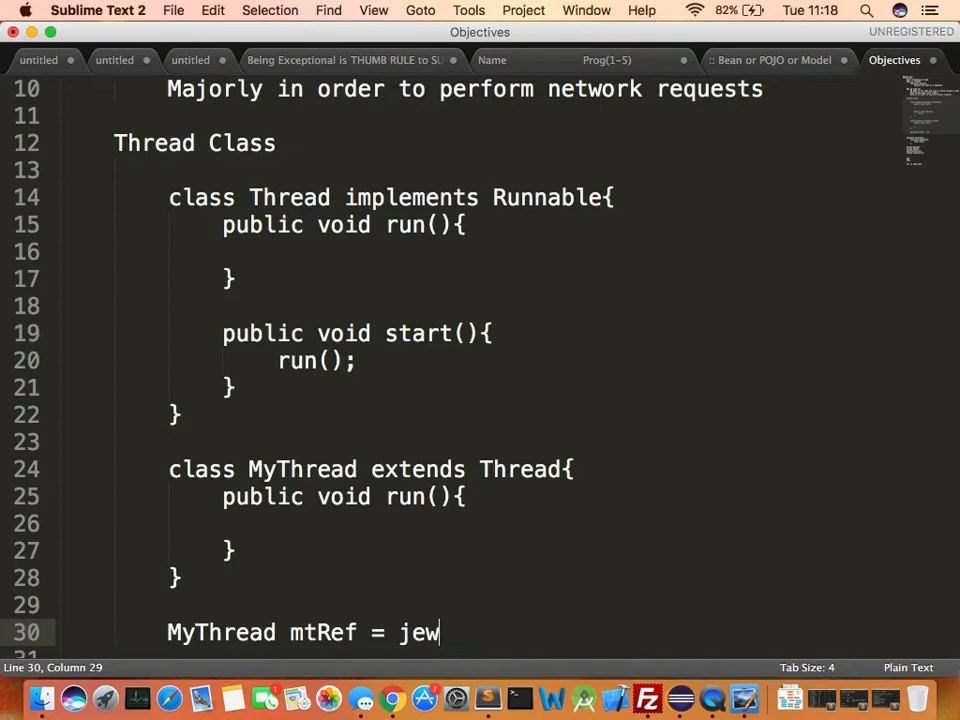 Sublime Text 2 File Edit Selection Find View Goto Tools Project Window Help 82% Tue 11:18
Objectives UNREGISTERED
untitled untitled untitled Being Exceptional is THUMB RULE to SU Name Prog(1-5) :: Bean or POJO or Model Objectives
10 Majorly in order to perform network requests
11
12 Thread Class
13
14 class Thread implements Runnable{
15 public void run(){
16
17 }
18
19 public void start(){
20 run();
21 }
22 }
23
24 class MyThread extends Thread{
25 public void run(){
26
27 }
28 }
29
30 MyThread mtRef = jew
31
Line 30, Column 29 Tab Size: 4 Plain Text